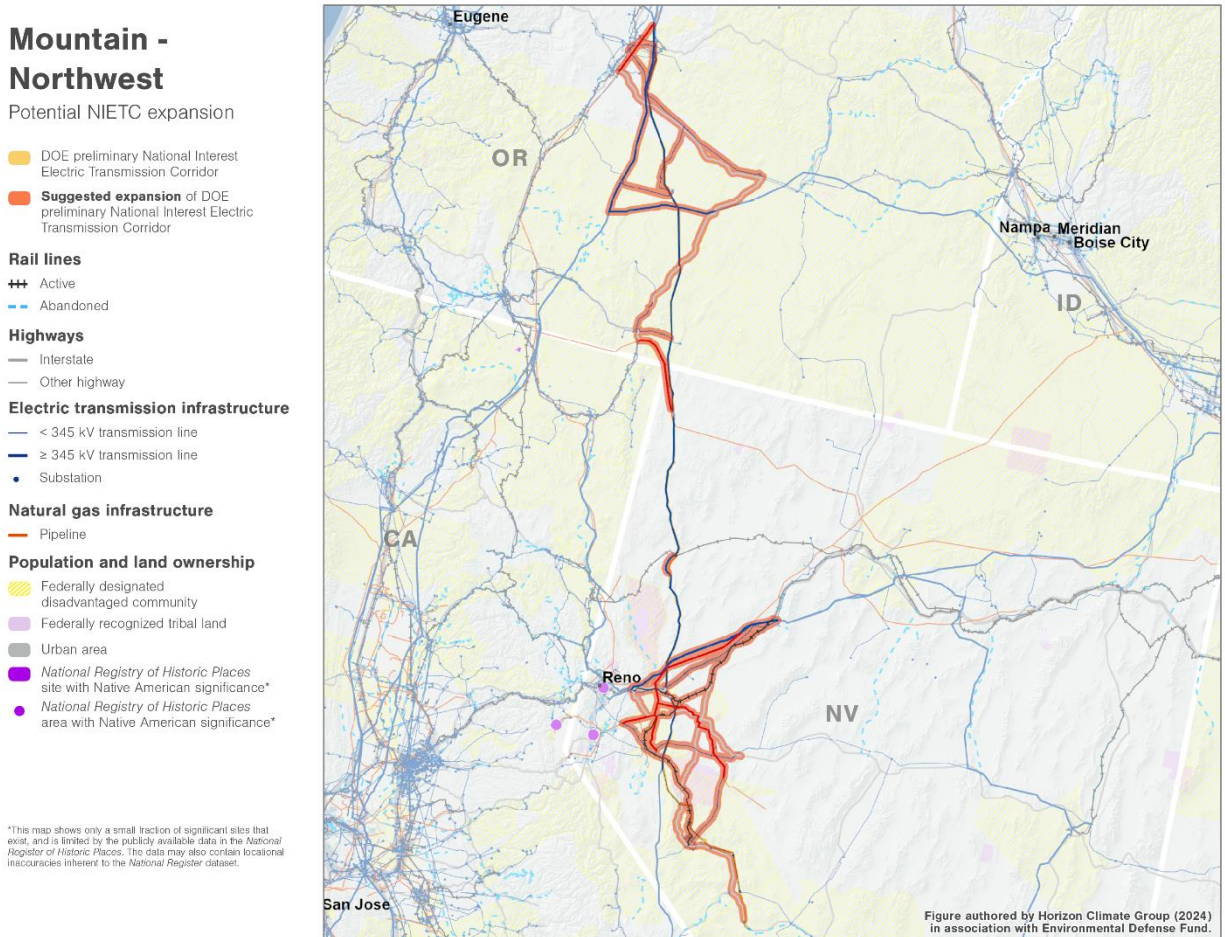 Mountain -
Northwest
Potential NIETC expansion
DOE preliminary National Interest
Electric Transmission Corridor
Suggested expansion of DOE
preliminary National Interest Electric
Transmission Corridor
Rail lines
Active
Abandoned
Highways
Interstate
Other highway
Electric transmission infrastructure
< 345 kV transmission line
≥ 345 kV transmission line
Substation
Natural gas infrastructure
Pipeline
Population and land ownership
Federally designated
disadvantaged community
Federally recognized tribal land
Urban area
National Registry of Historic Places
site with Native American significance*
National Registry of Historic Places
area with Native American significance*
*This map shows only a small fraction of significant sites that
exist, and is limited by the publicly available data in the National
Register of Historic Places. The data may also contain locational
inaccuracies inherent to the National Register dataset.
Eugene
OR
Nampa
Meridian
Boise City
ID
CA
Reno
NV
San Jose
Figure authored by Horizon Climate Group (2024)
in association with Environmental Defense Fund.